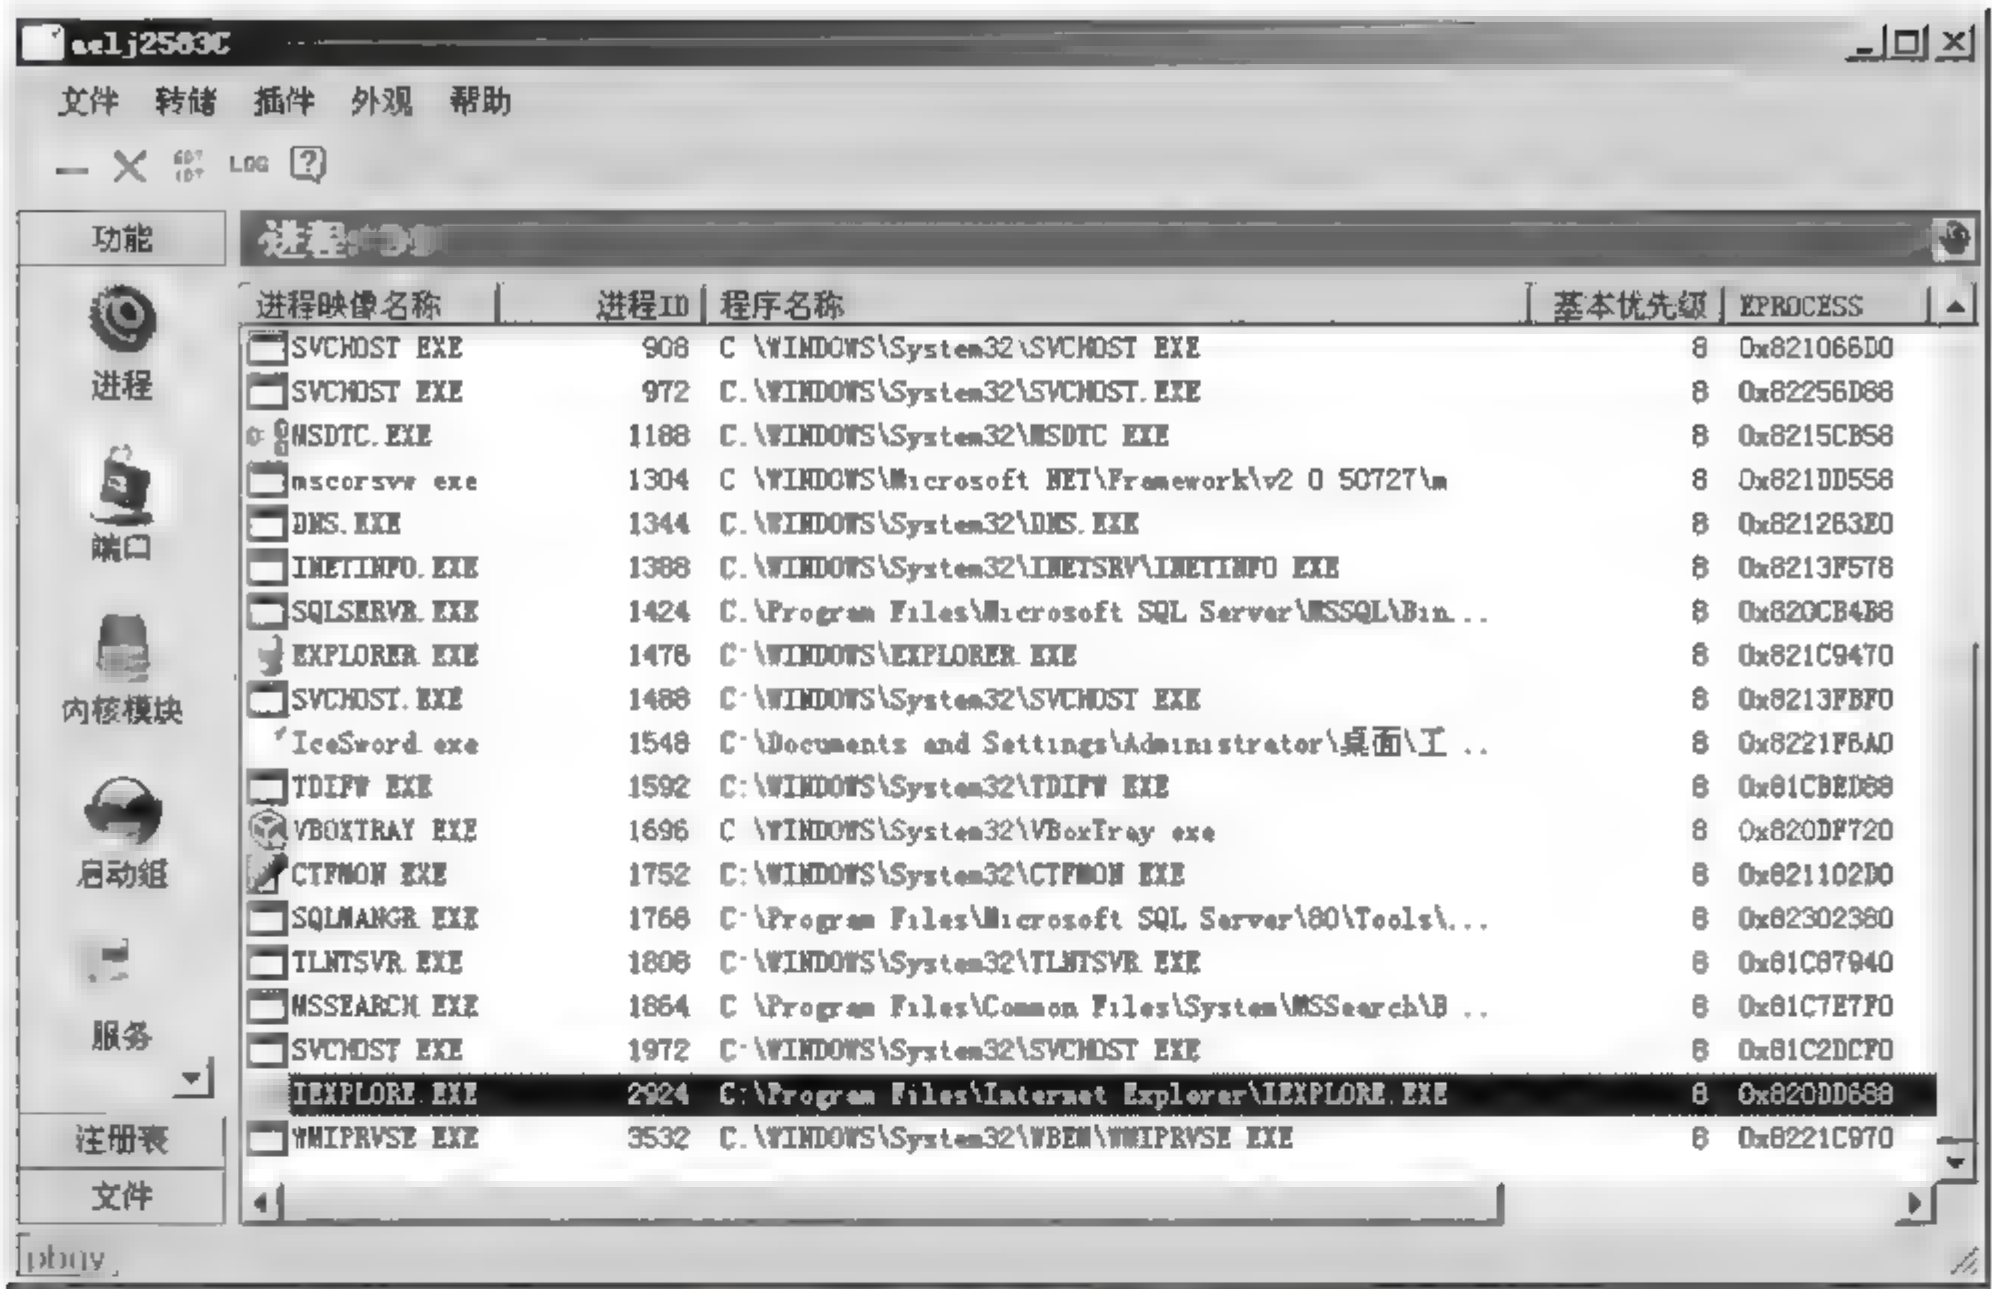 文件 转储 插件 外观 帮助
LOG ?
功能
进程
端口
内核模块
启动组
服务
注册表
文件
进程:
进程映像名称 进程ID 程序名称 基本优先级 EPROCESS
SVCHOST EXE 908 C \WINDOWS\System32\SVCHOST EXE 8 0x821066D0
SVCHOST EXE 972 C.\WINDOWS\System32\SVCHOST.EXE 8 0x82256D88
MSDTC.EXE 1188 C.\WINDOWS\System32\MSDTC EXE 8 0x8215CB58
mscorsvw exe 1304 C \WINDOWS\Microsoft NET\Framework\v2 0 50727\m 8 0x821DD558
DNS.EXE 1344 C.\WINDOWS\System32\DNS.EXE 8 0x821263E0
INETINFO.EXE 1388 C.\WINDOWS\System32\INETSRV\INETINFO EXE 8 0x8213F578
SQLSERVR.EXE 1424 C.\Program Files\Microsoft SQL Server\MSSQL\Bin... 8 0x820CB4B8
EXPLORER EXE 1476 C:\WINDOWS\EXPLORER EXE 8 0x821C9470
SVCHOST.EXE 1488 C:\WINDOWS\System32\SVCHOST EXE 8 0x8213FBF0
IceSword exe 1548 C:\Documents and Settings\Administrator\桌面\工 .. 8 0x8221F8A0
TDIFW EXE 1592 C:\WINDOWS\System32\TDIFW EXE 8 0x81CBED88
VBOXTRAY EXE 1696 C \WINDOWS\System32\VBoxTray exe 8 0x820DF720
CTFMON EXE 1752 C:\WINDOWS\System32\CTFMON EXE 8 0x821102D0
SQLMANGR EXE 1768 C:\Program Files\Microsoft SQL Server\80\Tools\... 8 0x82302380
TLNTSVR EXE 1808 C:\WINDOWS\System32\TLNTSVR EXE 8 0x81C87940
MSSEARCH EXE 1864 C \Program Files\Common Files\System\MSSearch\B .. 8 0x81C7E7F0
SVCHOST EXE 1972 C:\WINDOWS\System32\SVCHOST EXE 8 0x81C2DCF0
IEXPLORE.EXE 2924 C:\Program Files\Internet Explorer\IEXPLORE.EXE 8 0x820DD688
WMIPRVSE EXE 3532 C.\WINDOWS\System32\WBEM\WMIPRVSE EXE 8 0x8221C970